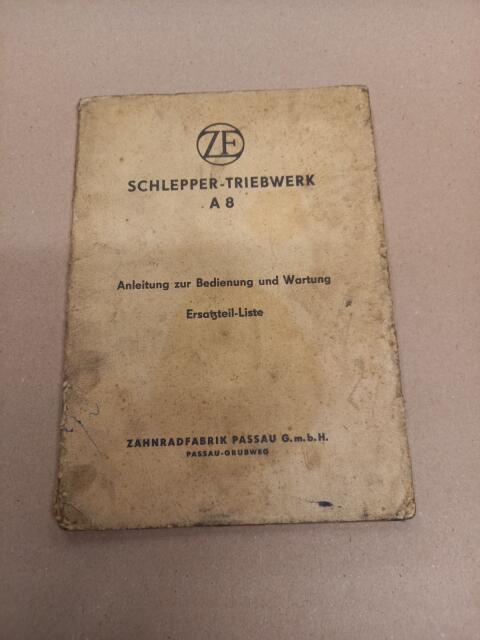 ZF
SCHLEPPER-TRIEBWERK
A 8
Anleitung zur Bedienung und Wartung
Ersatzteil-Liste
ZAHNRADFABRIK PASSAU G.m.b.H.
PASSAU-GRUBWEG